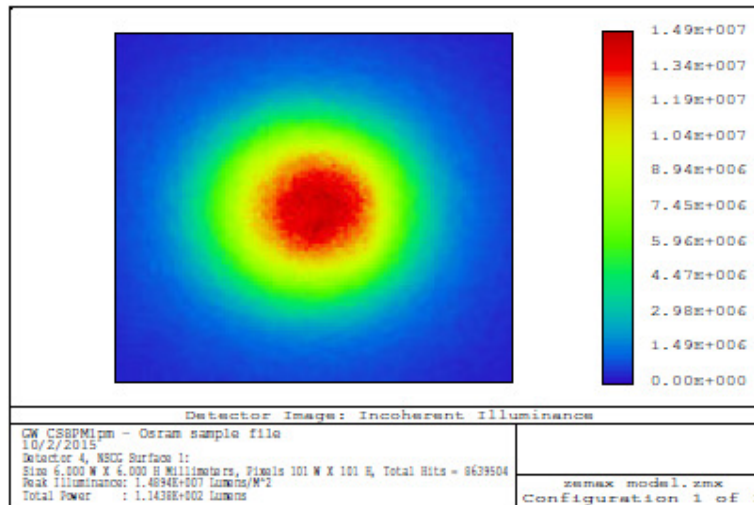 1.49E+007
1.34E+007
1.19E+007
1.04E+007
8.94E+006
7.45E+006
5.96E+006
4.47E+006
2.98E+006
1.49E+006
0.00E+000
Detector Image: Incoherent Illuminance
GW CS8PM1pm - Osram sample file
10/2/2015
Detector 4, NSCG Surface 1:
Size 6.000 W X 6.000 H Millimeters, Pixels 101 W X 101 H, Total Hits = 8639504
Peak Illuminance: 1.4894E+007 Lumens/M^2
Total Power : 1.1438E+002 Lumens
zemax model.zmx
Configuration 1 of